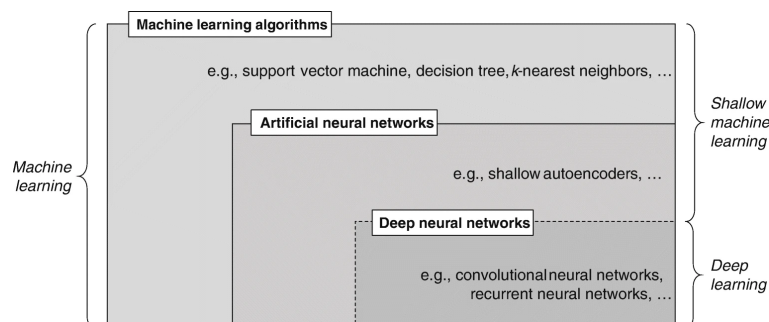 Machine learning algorithms
e.g., support vector machine, decision tree, k-nearest neighbors, …
Shallow
machine
learning
Artificial neural networks
Machine
learning
e.g., shallow autoencoders, …
Deep neural networks
e.g., convolutional neural networks,
recurrent neural networks, …
Deep
learning